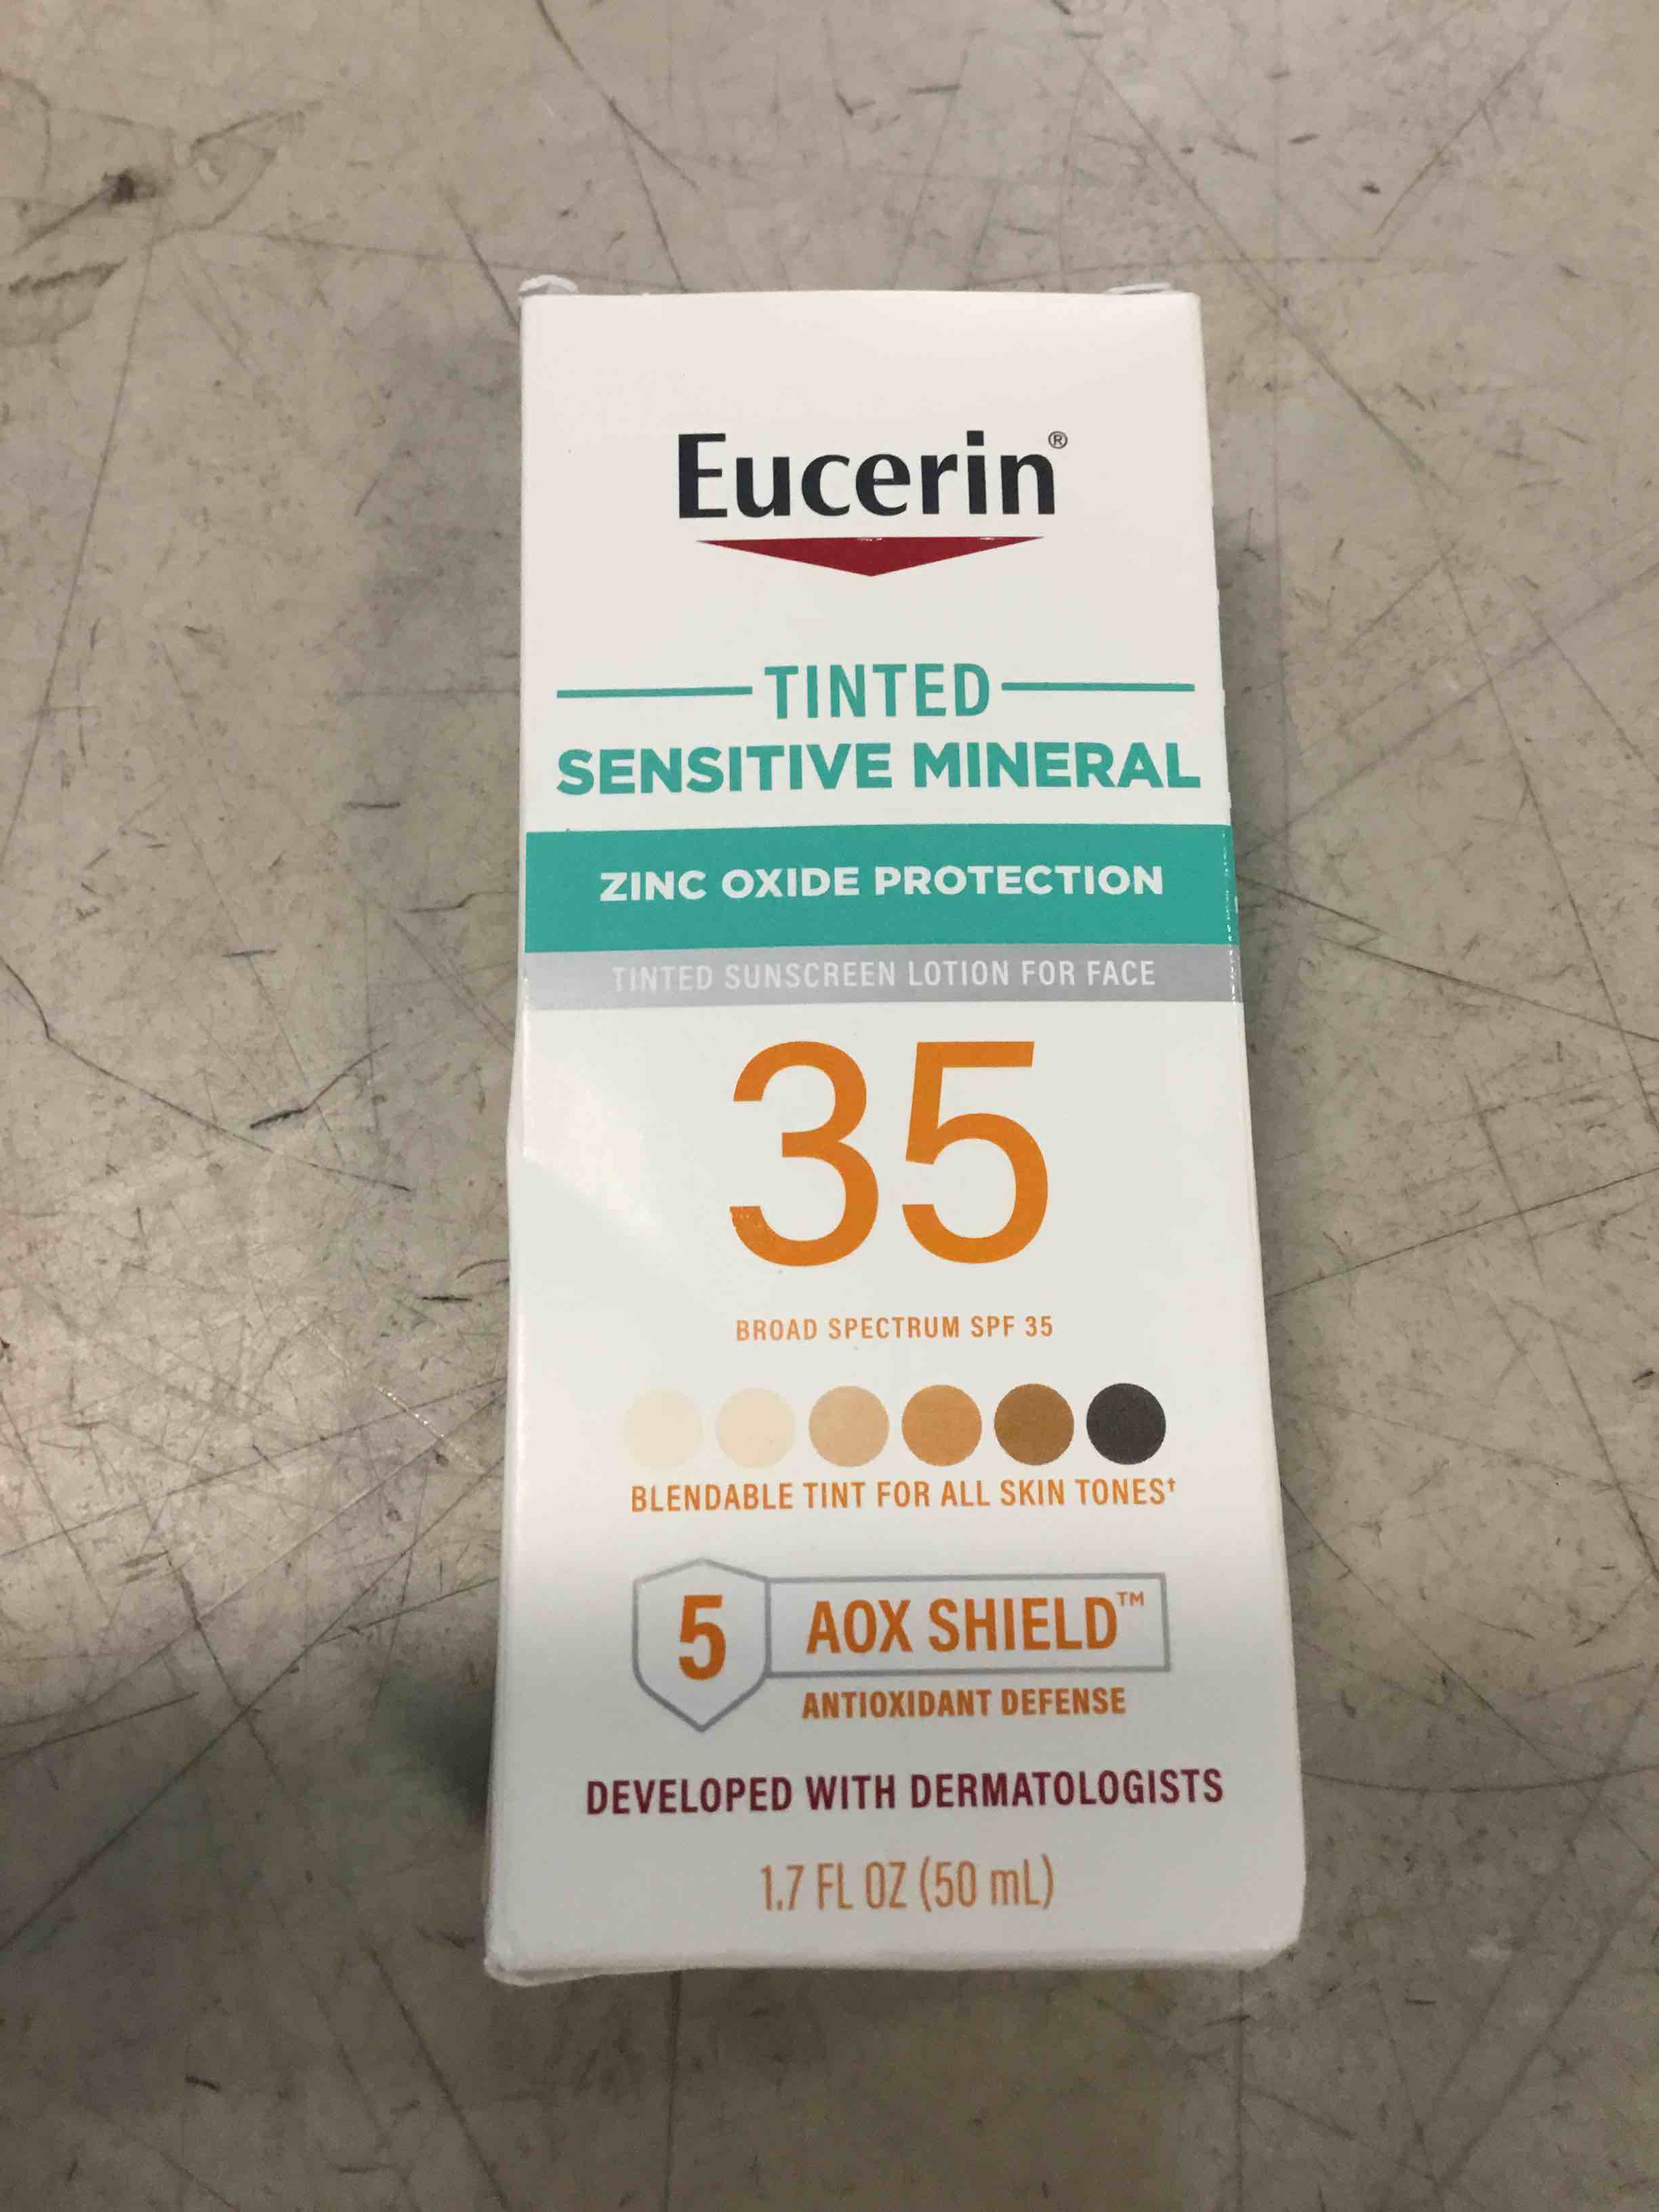 Eucerin®
TINTED
SENSITIVE MINERAL
ZINC OXIDE PROTECTION
TINTED SUNSCREEN LOTION FOR FACE
35
BROAD SPECTRUM SPF 35
BLENDABLE TINT FOR ALL SKIN TONES†
5 AOX SHIELD™
ANTIOXIDANT DEFENSE
DEVELOPED WITH DERMATOLOGISTS
1.7 FL OZ (50 mL)